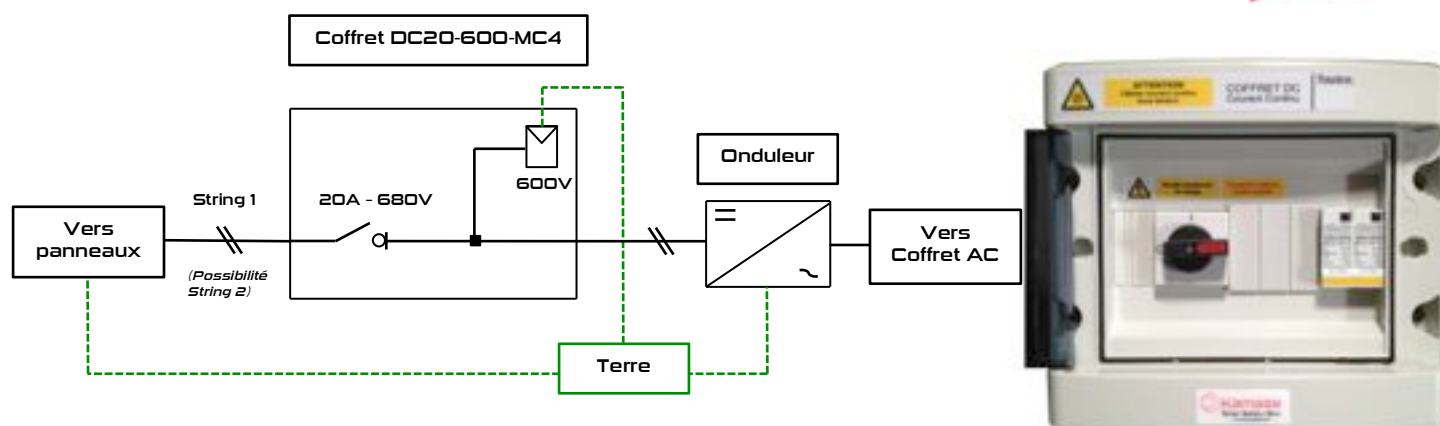 Coffret DC20-600-MC4
600V
Onduleur
String 1
20A - 680V
Vers
panneaux
(Possibilité
String 2)
Vers
Coffret AC
Terre
ATTENTION
COFFRET DC
Courant Continu
Kamasa